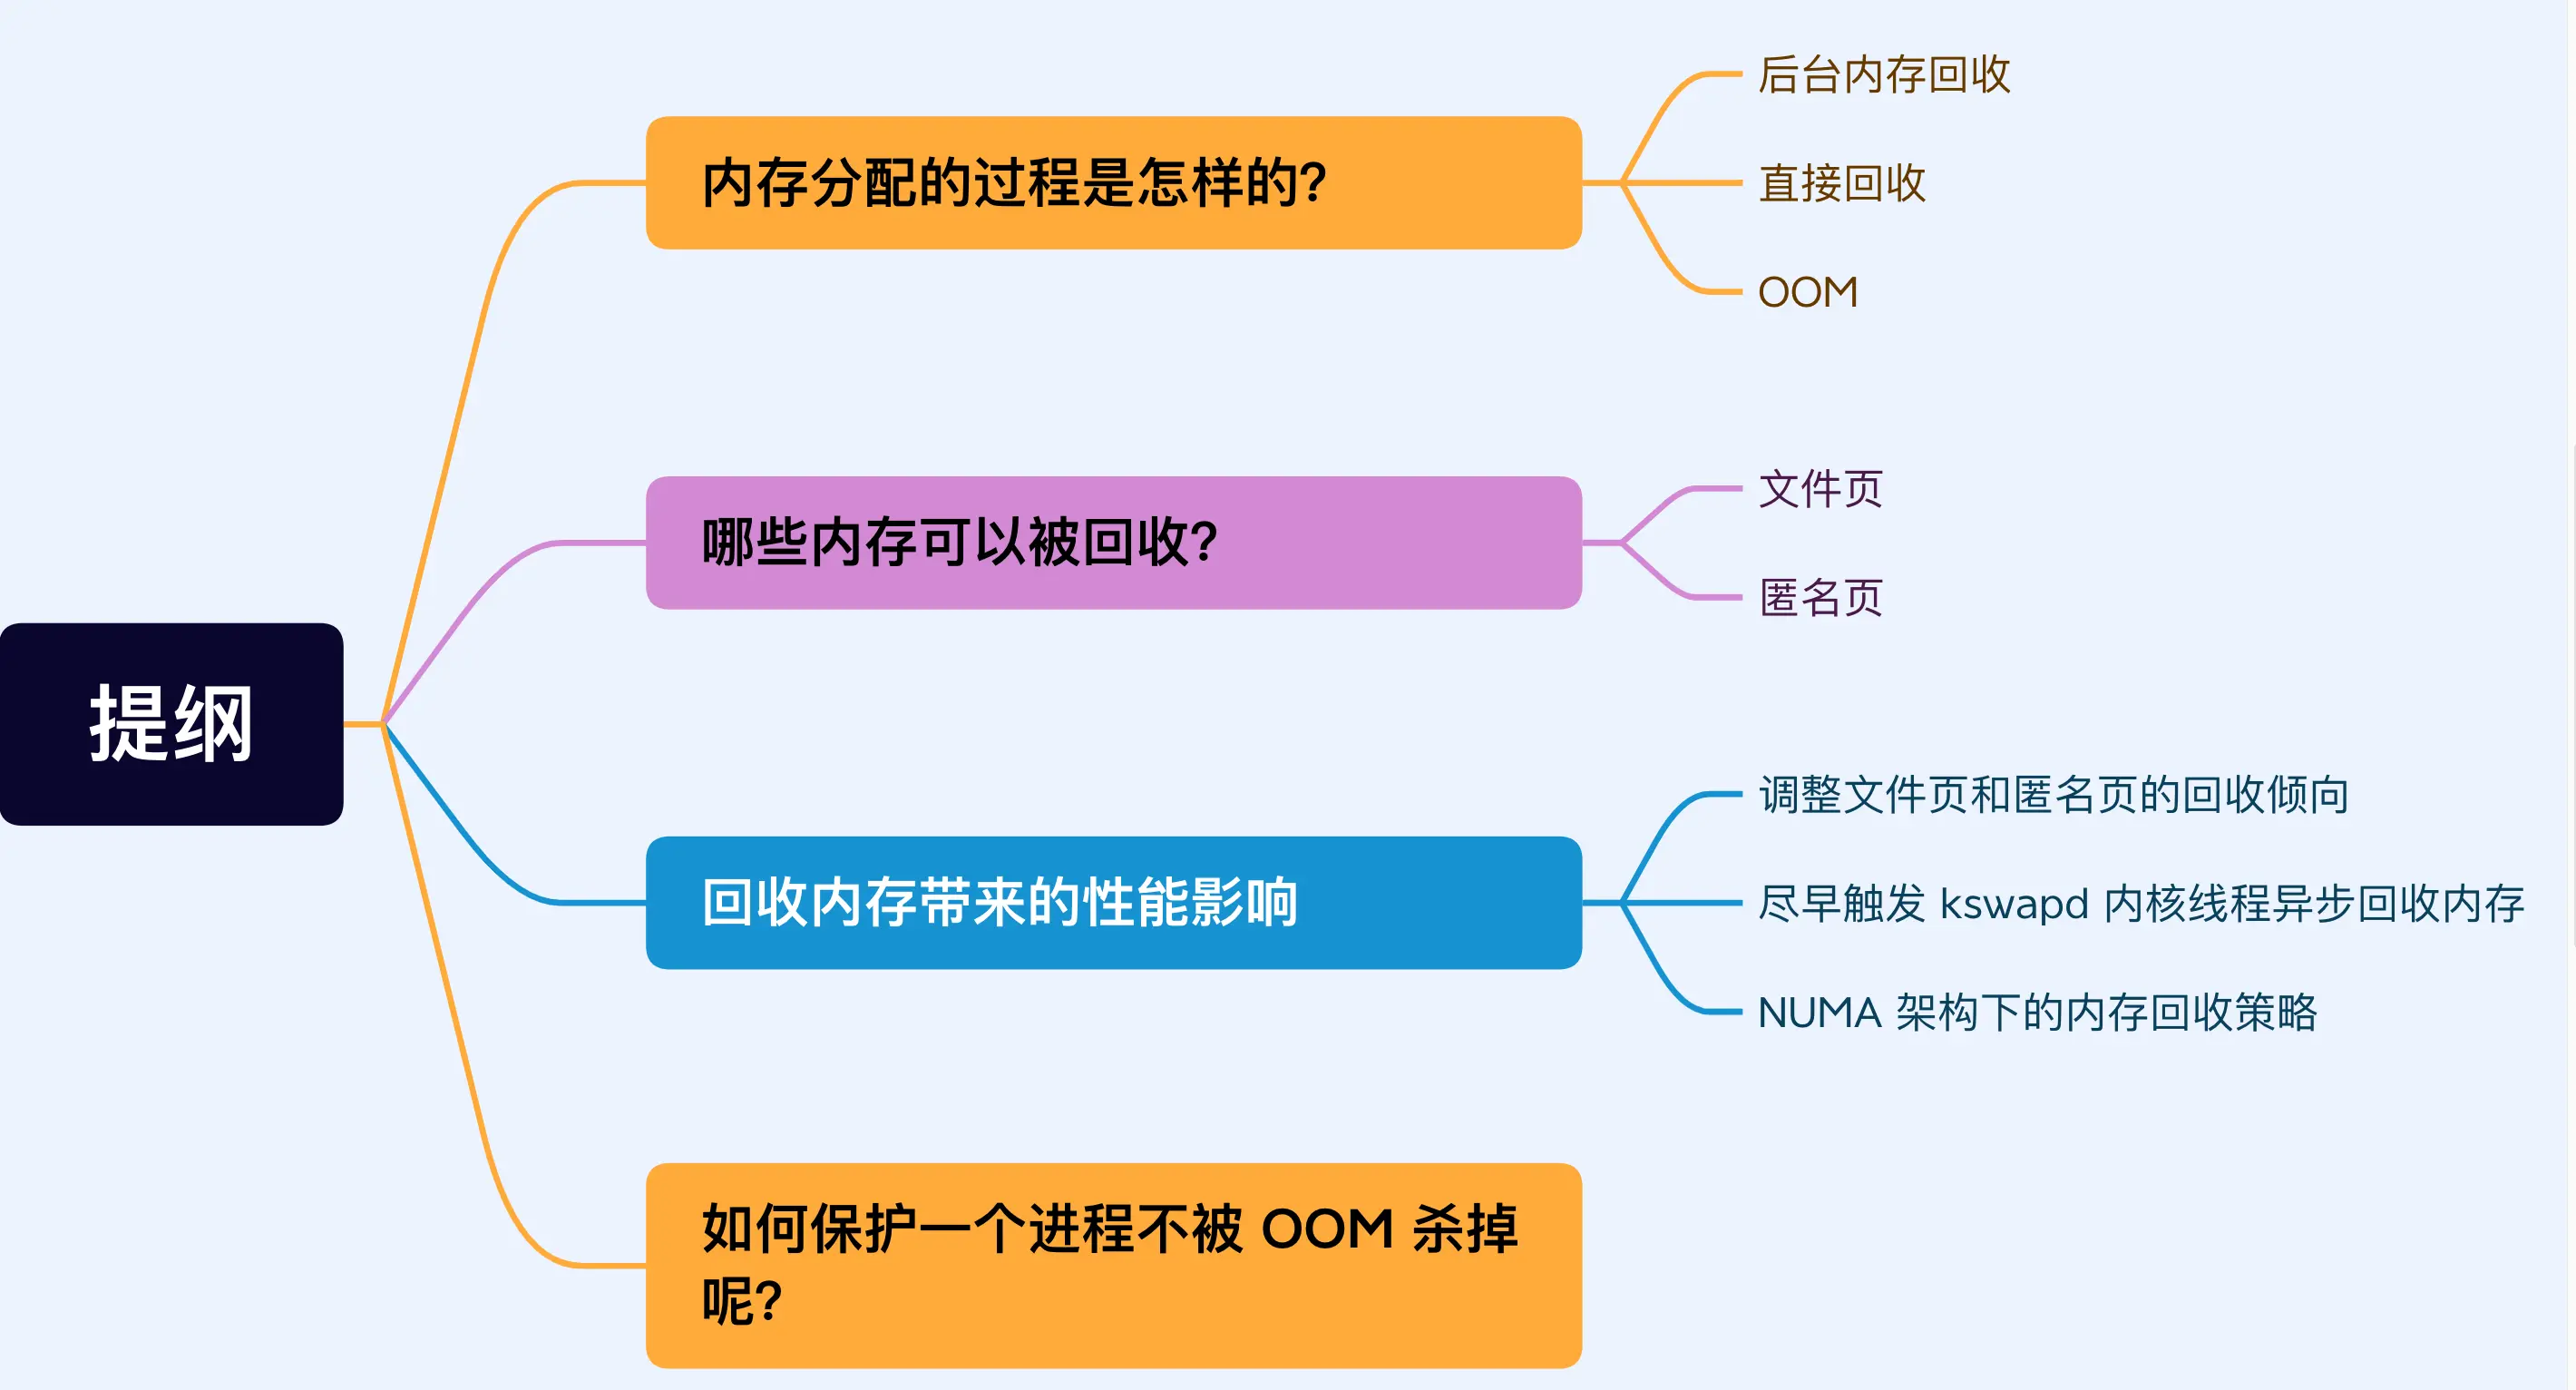 提纲
内存分配的过程是怎样的?
后台内存回收
直接回收
OOM
哪些内存可以被回收?
文件页
匿名页
回收内存带来的性能影响
调整文件页和匿名页的回收倾向
尽早触发 kswapd 内核线程异步回收内存
NUMA 架构下的内存回收策略
如何保护一个进程不被 OOM 杀掉
呢?